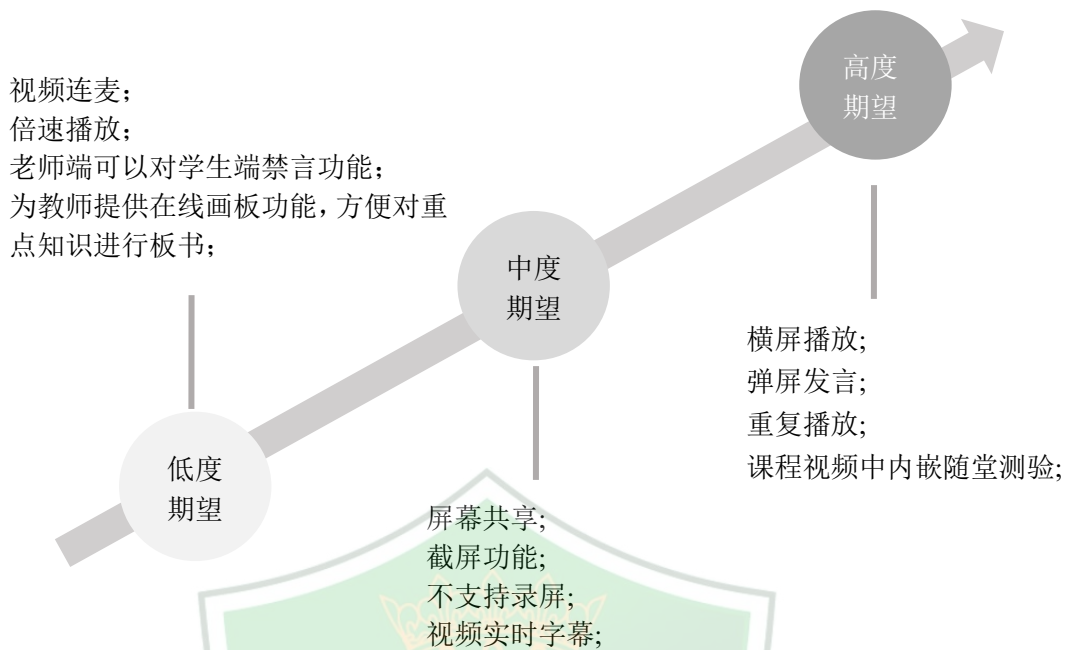 视频连麦；
倍速播放；
老师端可以对学生端禁言功能；
为教师提供在线画板功能，方便对重
点知识进行板书；
低度
期望
中度
期望
屏幕共享;
截屏功能;
不支持录屏;
视频实时字幕;
高度
期望
横屏播放;
弹屏发言;
重复播放;
课程视频中内嵌随堂测验;